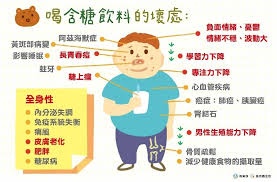 喝含糖飲料的壞處:
阿茲海默症
黃斑部病變
影響睡眠
長青春痘
蛀牙
糖上癮
全身性
內分泌失調
免疫系統失衡
痛風
皮膚老化
肥胖
糖尿病
負面情緒、憂鬱
情緒不穩、波動大
學習力下降
專注力下降
心血管疾病
癌症:肺癌、胰臟癌
腎結石
男性生殖能力下降
骨質疏鬆
減少健康食物的攝取量